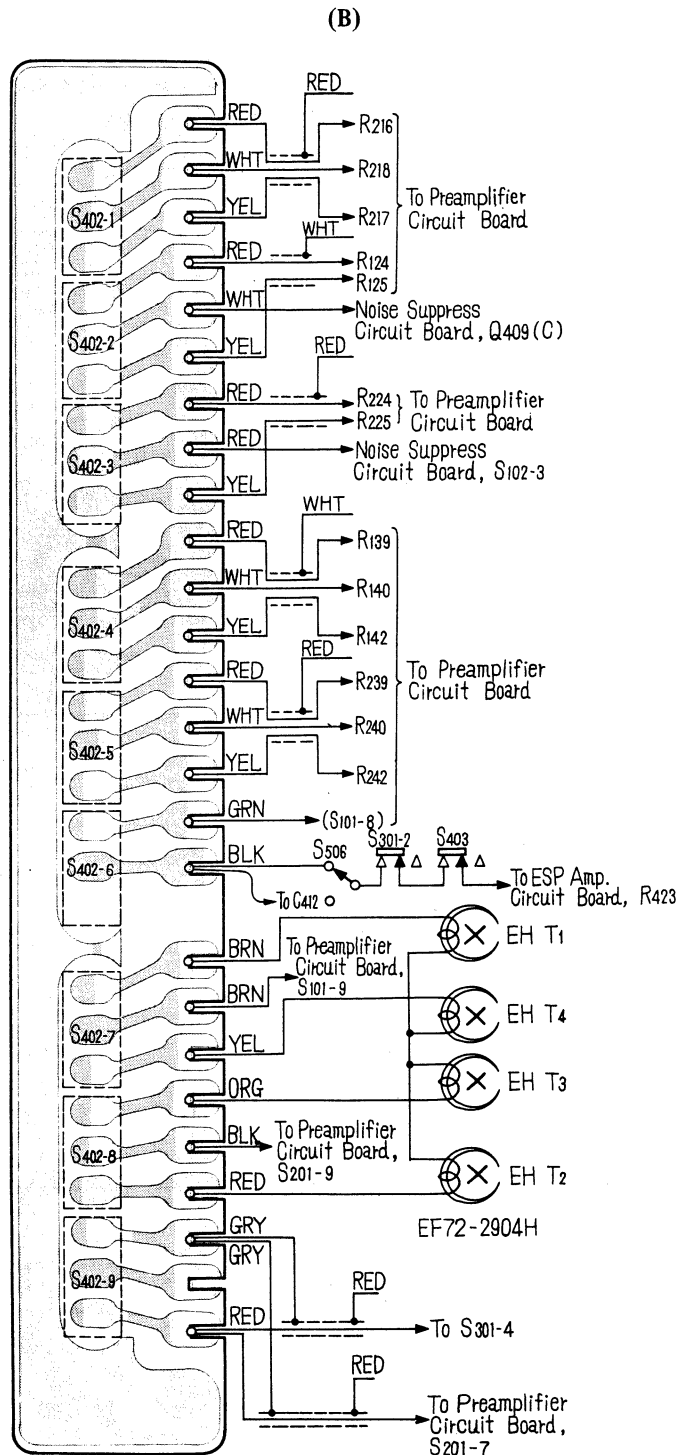 (B)
RED
RED
R216
WHT
R218
S402-1
YEL
R217
To Preamplifier
Circuit Board
WHT
RED
R124
R125
WHT
Noise Suppress
Circuit Board, Q409(C)
S402-2
YEL
RED
RED
R224
R225
To Preamplifier
Circuit Board
RED
Noise Suppress
Circuit Board, S102-3
S402-3
YEL
WHT
RED
R139
WHT
R140
S402-4
YEL
R142
RED
RED
R239
To Preamplifier
Circuit Board
WHT
R240
S402-5
YEL
R242
GRN
(S101-8)
BLK
S506
S301-2
S403
S402-6
To C412
To ESP Amp.
Circuit Board, R423
BRN
EH T1
To Preamplifier
Circuit Board,
S101-9
BRN
S402-7
YEL
EH T4
ORG
EH T3
BLK
To Preamplifier
Circuit Board,
S201-9
S402-8
RED
EH T2
EF72-2904H
GRY
GRY
S402-9
RED
RED
To S301-4
RED
To Preamplifier
Circuit Board,
S201-7